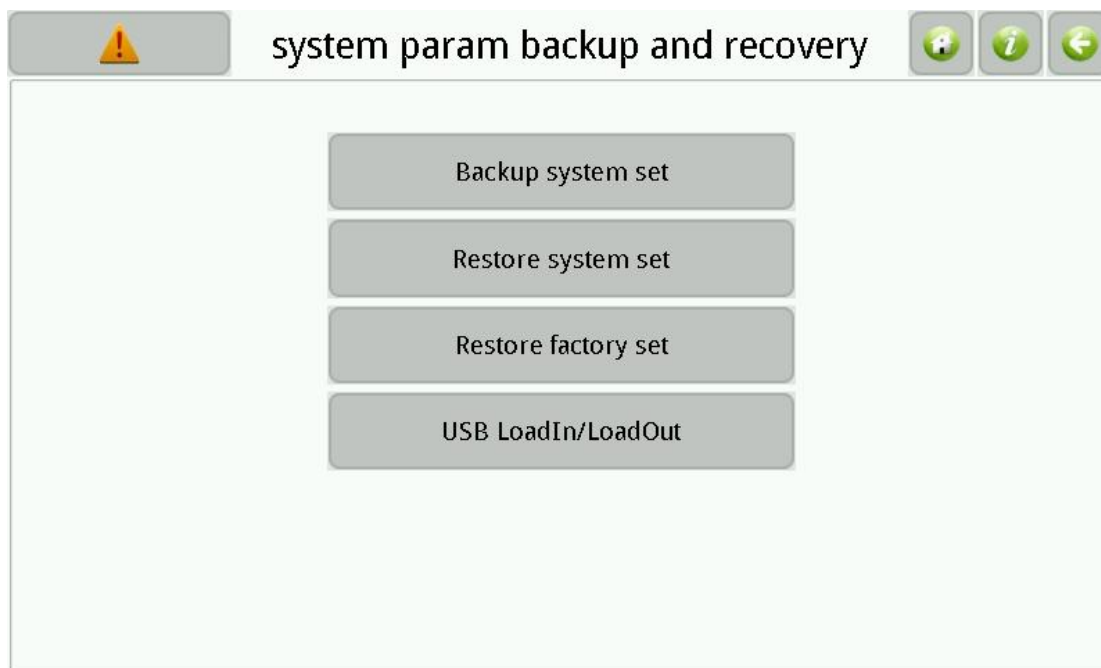 system param backup and recovery
Backup system set
Restore system set
Restore factory set
USB LoadIn/LoadOut